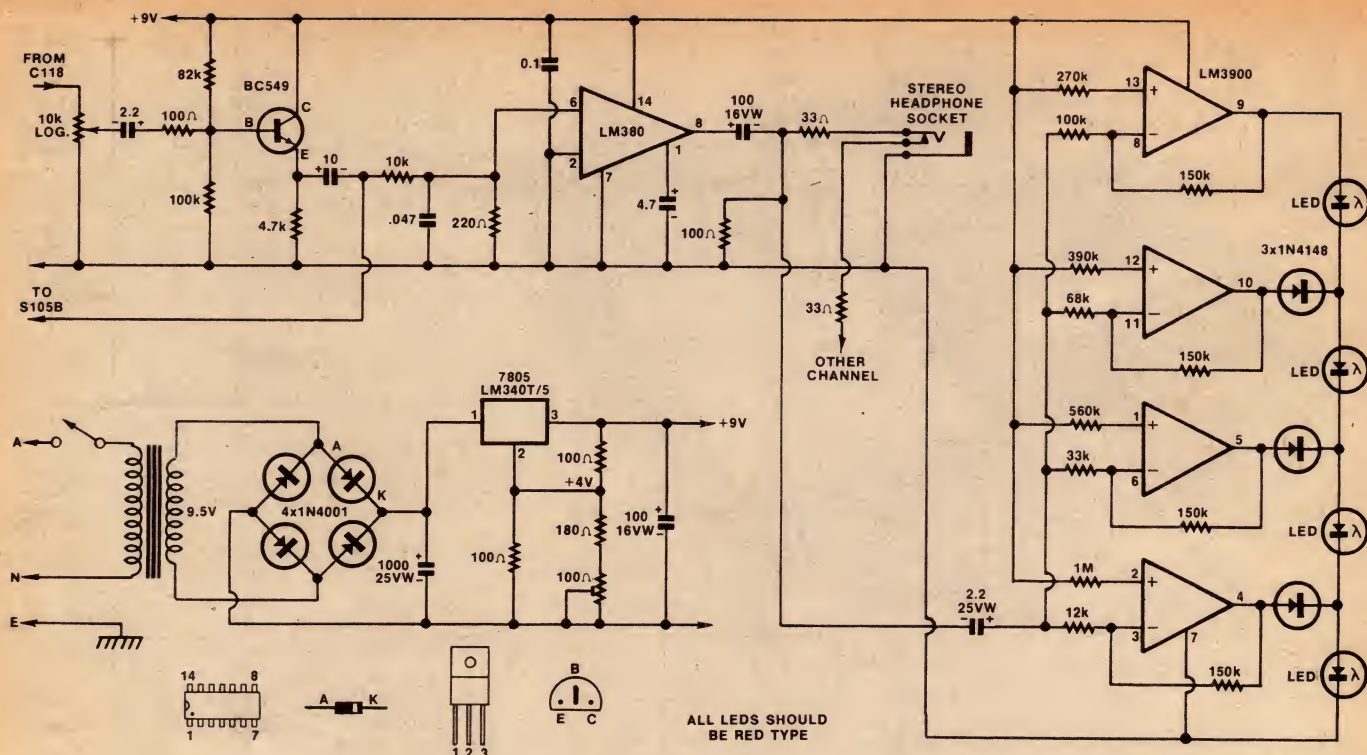 +9V
FROM
C118
10k
LOG.
2.2
- +
100Ω
82k
100k
BC549
B
C
E
4.7k
+ 10 -
10k
.047
220Ω
0.1
6
2
14
LM380
7
8
1
4.7
+
-
100
16VW
+ -
100Ω
33Ω
STEREO
HEADPHONE
SOCKET
33Ω
OTHER
CHANNEL
TO
S105B
270k
13
+
LM3900
9
100k
8
-
150k
LED
λ
390k
12
+
3x1N4148
10
68k
11
-
150k
LED
λ
560k
1
+
5
33k
6
-
150k
LED
λ
1M
2
+
4
12k
3
-
7
150k
LED
λ
2.2
25VW
- +
A
N
E
9.5V
A
K
4x1N4001
1000
25VW
+
-
7805
LM340T/5
1
3
2
100Ω
+4V
100Ω
180Ω
100Ω
100
16VW
+
-
+9V
14
8
1
7
A
K
1 2 3
B
E C
ALL LEDS SHOULD
BE RED TYPE